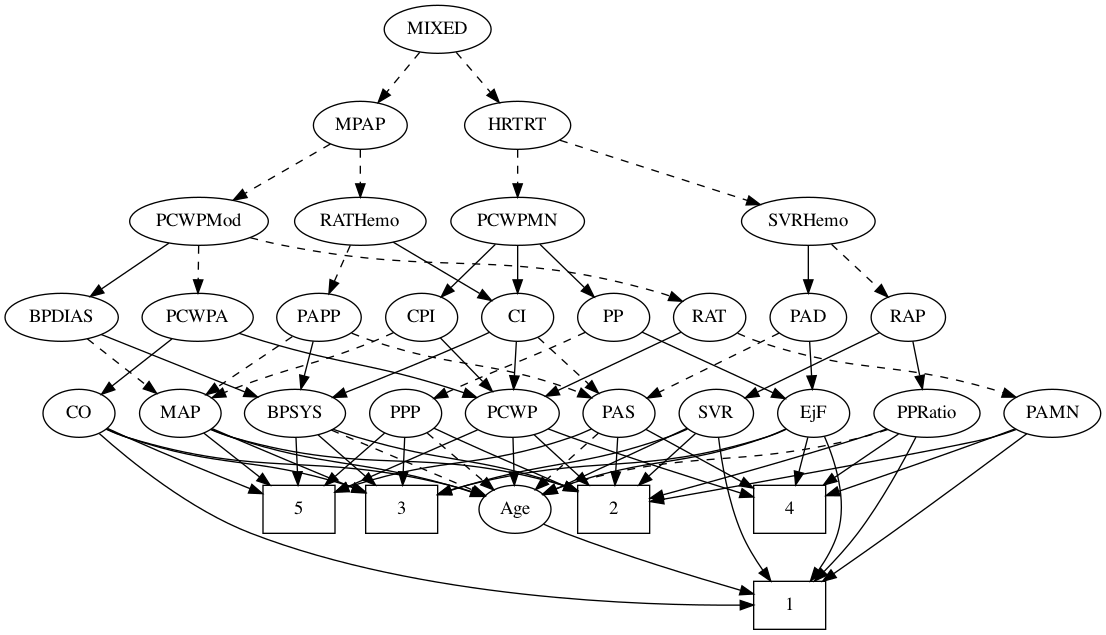 MIXED
MPAP
HRTRT
PCWPMod
RATHemo
PCWPMN
SVRHemo
BPDIAS
PCWPA
PAPP
CPI
CI
PP
RAT
PAD
RAP
CO
MAP
BPSYS
PPP
PCWP
PAS
SVR
EjF
PPRatio
PAMN
5
3
Age
2
4
1